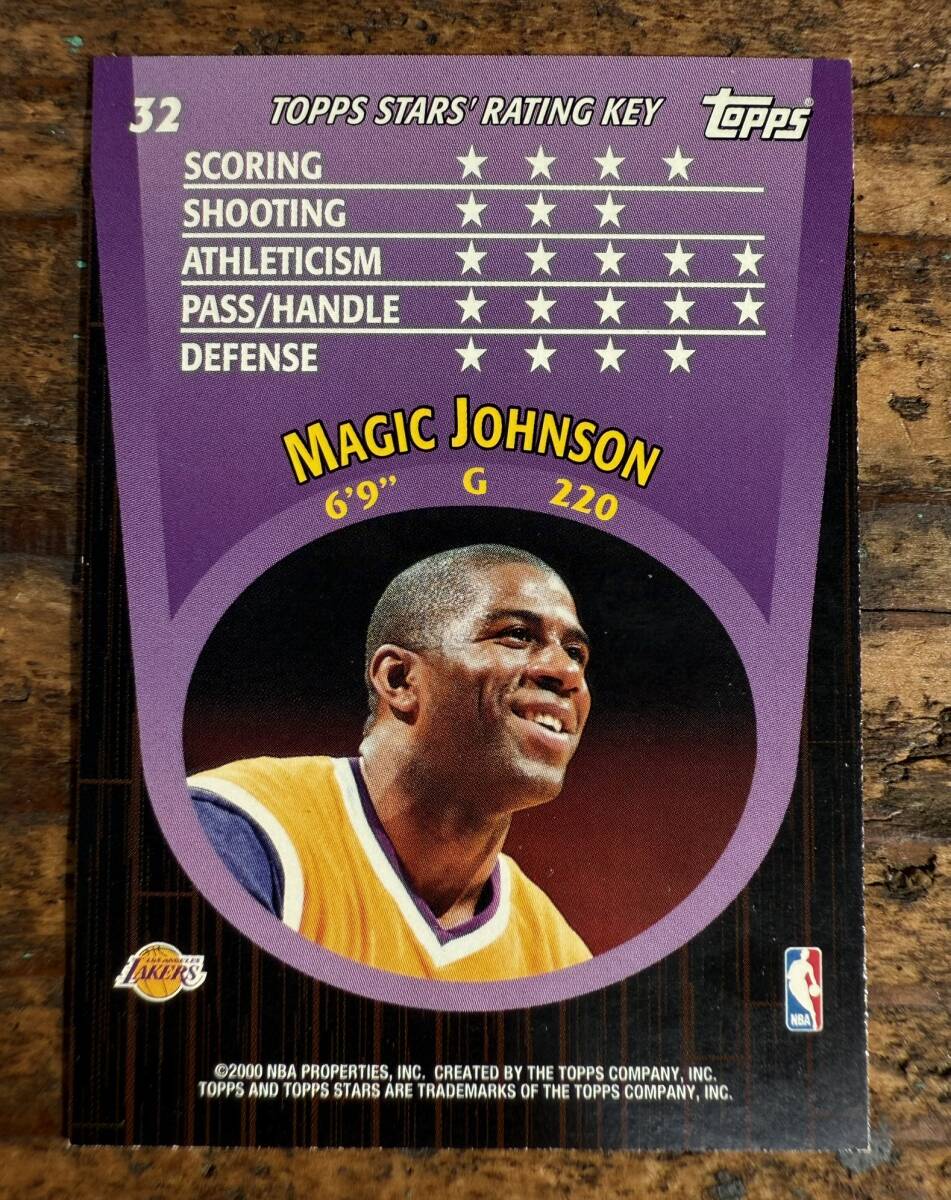 32
TOPPS STARS' RATING KEY
Topps®
SCORING ★ ★ ★ ★
SHOOTING ★ ★ ★
ATHLETICISM ★ ★ ★ ★ ★
PASS/HANDLE ★ ★ ★ ★ ★
DEFENSE ★ ★ ★ ★
MAGIC JOHNSON
6'9” G 220
LOS ANGELES
LAKERS
NBA
©2000 NBA PROPERTIES, INC. CREATED BY THE TOPPS COMPANY, INC.
TOPPS AND TOPPS STARS ARE TRADEMARKS OF THE TOPPS COMPANY, INC.